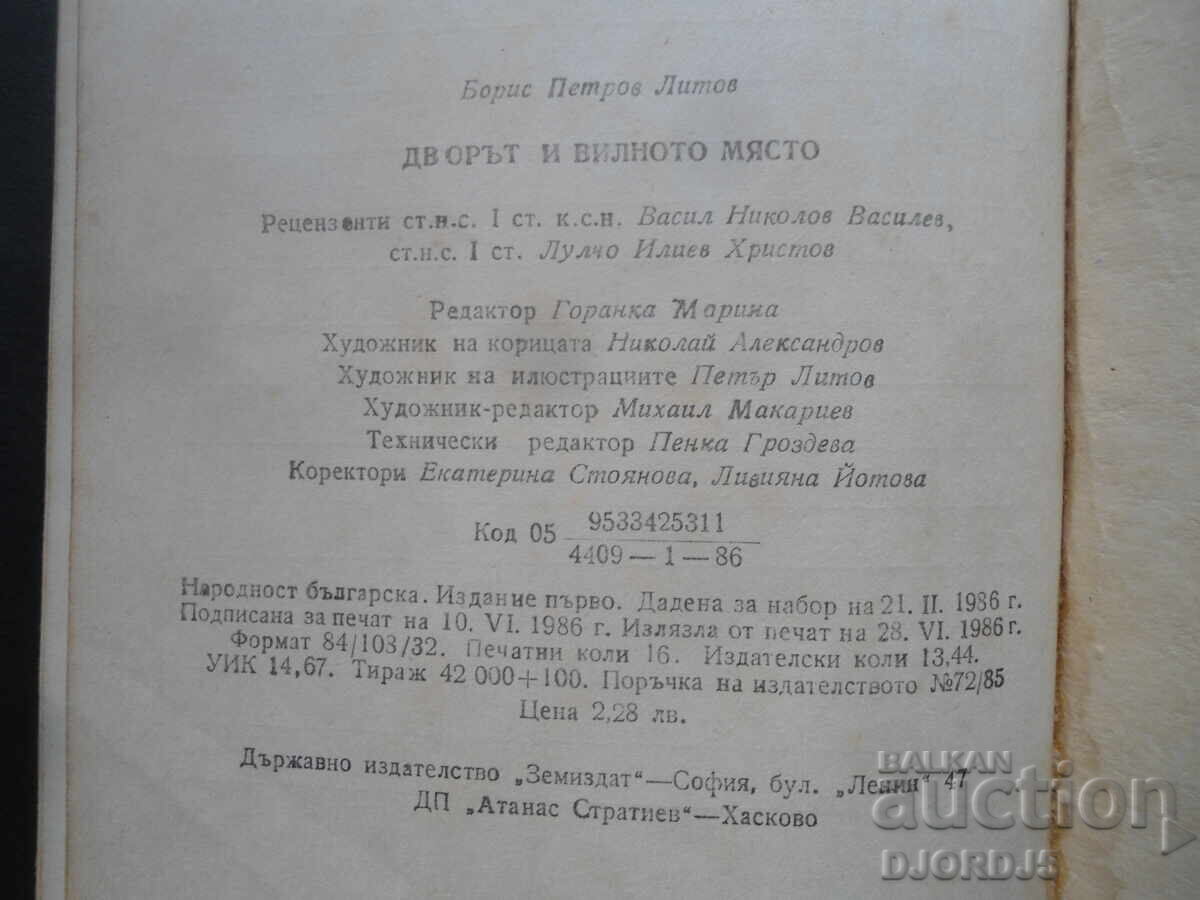 Борис Петров Литов
ДВОРЪТ И ВИЛНОТО МЯСТО
Рецензенти ст.н.с. I ст. к.с.н. Васил Николов Василев,
ст.н.с. I ст. Лулчо Илиев Христов
Редактор Горанка Марина
Художник на корицата Николай Александров
Художник на илюстрациите Петър Литов
Художник-редактор Михаил Макариев
Технически редактор Пенка Гроздева
Коректори Екатерина Стоянова, Ливияна Йотова
Код 05 9533425311
4409—1—86
Народност българска. Издание първо. Дадена за набор на 21. II. 1986 г.
Подписана за печат на 10. VI. 1986 г. Излязла от печат на 28. VI. 1986 г.
Формат 84/108/32. Печатни коли 16. Издателски коли 13,44.
УИК 14,67. Тираж 42 000+100. Поръчка на издателството №72/85
Цена 2,28 лв.
Държавно издателство „Земиздат“—София, бул. „Ленин“ 47
ДП „Атанас Стратиев“—Хасково
BALKAN
auction
DJORDJ5